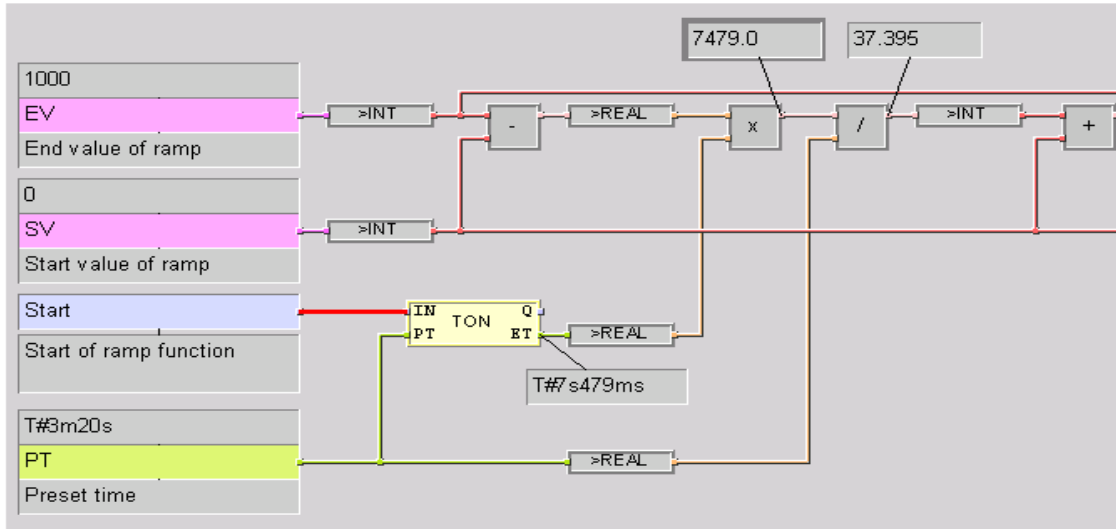 7479.0
37.395
1000
EV
End value of ramp
>INT
-
>REAL
x
/
>INT
+
0
SV
Start value of ramp
>INT
Start
Start of ramp function
IN
Q
TON
PT
ET
>REAL
T#7s479ms
T#3m20s
PT
Preset time
>REAL